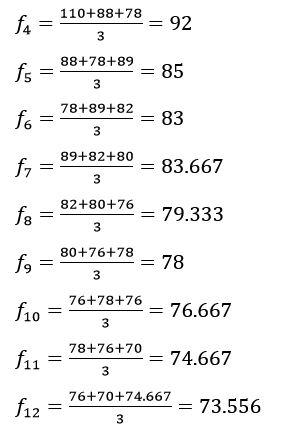 f₄ = (110+88+78)/3 = 92
f₅ = (88+78+89)/3 = 85
f₆ = (78+89+82)/3 = 83
f₇ = (89+82+80)/3 = 83.667
f₈ = (82+80+76)/3 = 79.333
f₉ = (80+76+78)/3 = 78
f₁₀ = (76+78+76)/3 = 76.667
f₁₁ = (78+76+70)/3 = 74.667
f₁₂ = (76+70+74.667)/3 = 73.556